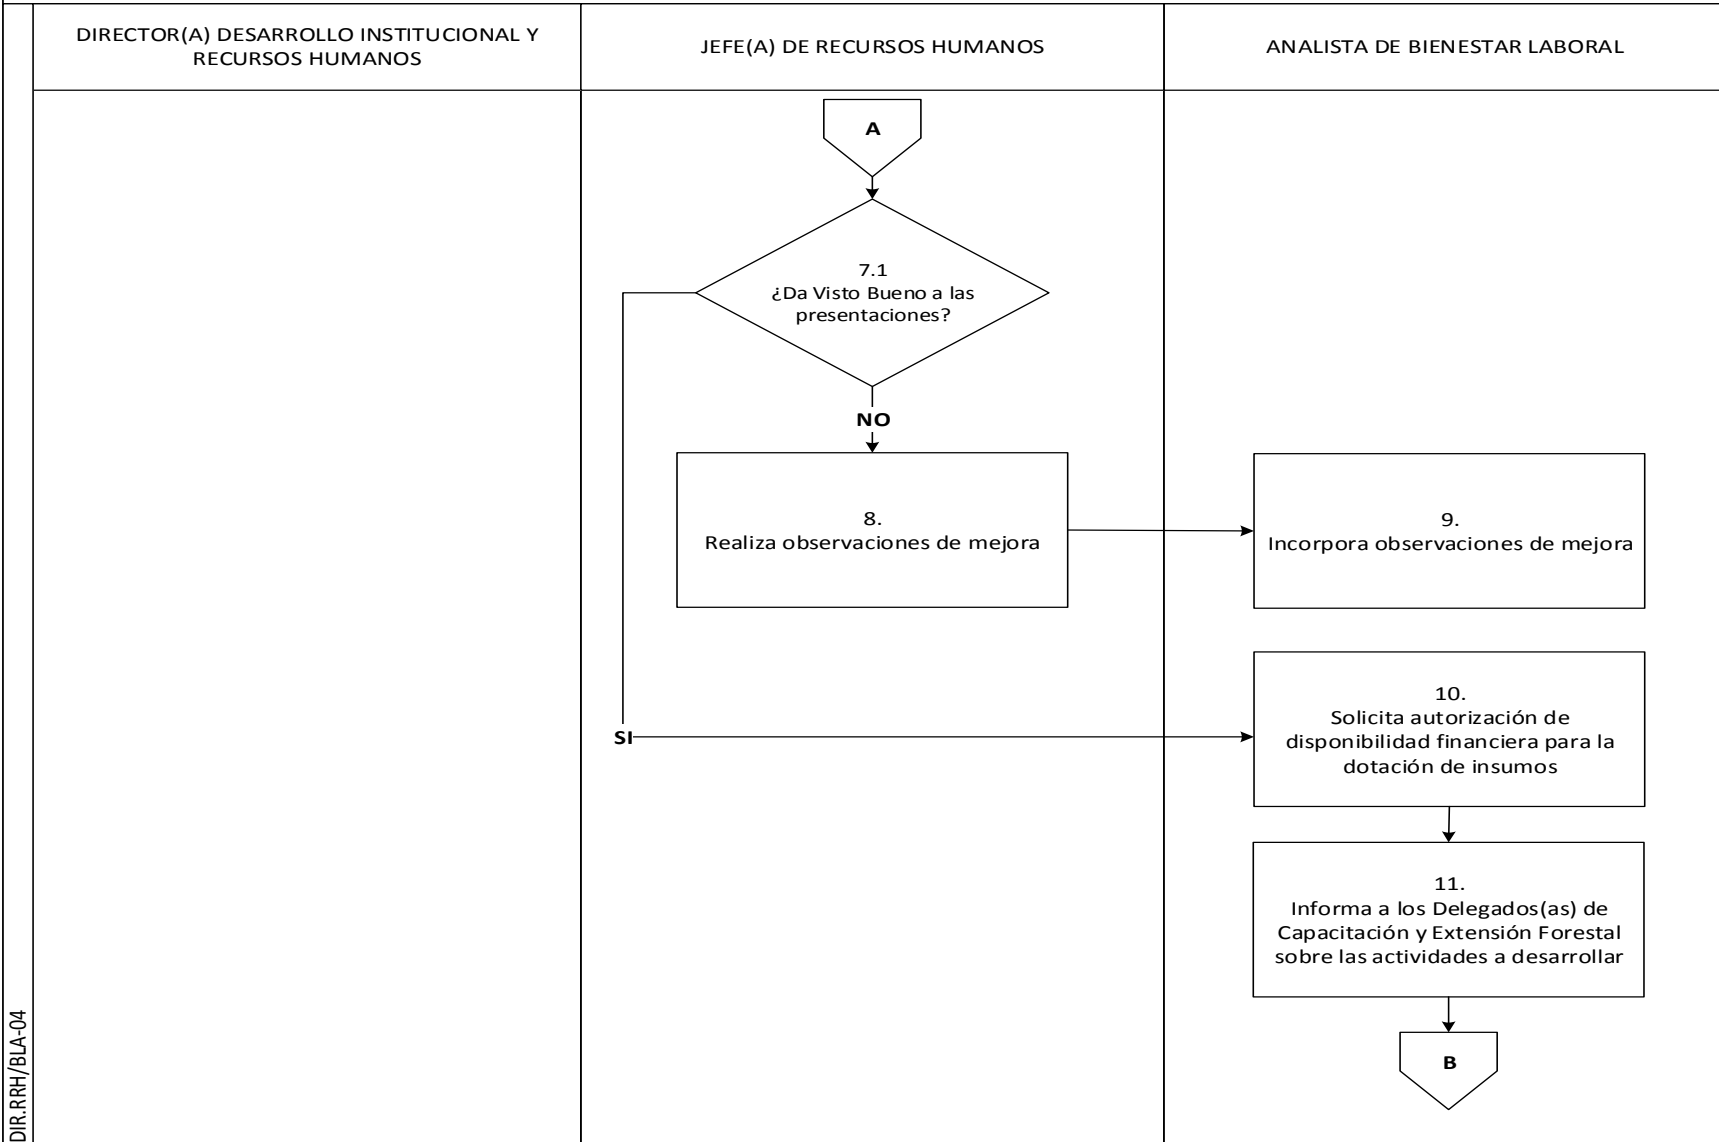 DIRECTOR(A) DESARROLLO INSTITUCIONAL Y
RECURSOS HUMANOS
JEFE(A) DE RECURSOS HUMANOS
ANALISTA DE BIENESTAR LABORAL
A
7.1
¿Da Visto Bueno a las
presentaciones?
NO
8.
Realiza observaciones de mejora
9.
Incorpora observaciones de mejora
SI
10.
Solicita autorización de
disponibilidad financiera para la
dotación de insumos
11.
Informa a los Delegados(as) de
Capacitación y Extensión Forestal
sobre las actividades a desarrollar
B
DIR.RRH/BLA-04